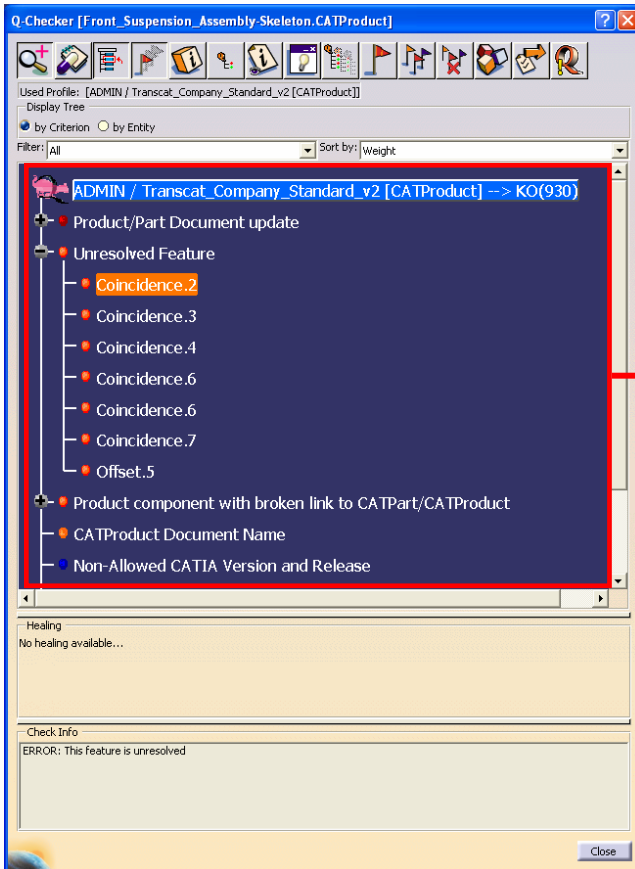 Q-Checker [Front_Suspension_Assembly-Skeleton.CATProduct]
Used Profile: [ADMIN / Transcat_Company_Standard_v2 [CATProduct]]
Display Tree
by Criterion by Entity
Filter: All Sort by: Weight
ADMIN / Transcat_Company_Standard_v2 [CATProduct] --> KO(930)
Product/Part Document update
Unresolved Feature
Coincidence.2
Coincidence.3
Coincidence.4
Coincidence.6
Coincidence.6
Coincidence.7
Offset.5
Product component with broken link to CATPart/CATProduct
CATProduct Document Name
Non-Allowed CATIA Version and Release
Healing
No healing available...
Check Info
ERROR: This feature is unresolved
Close